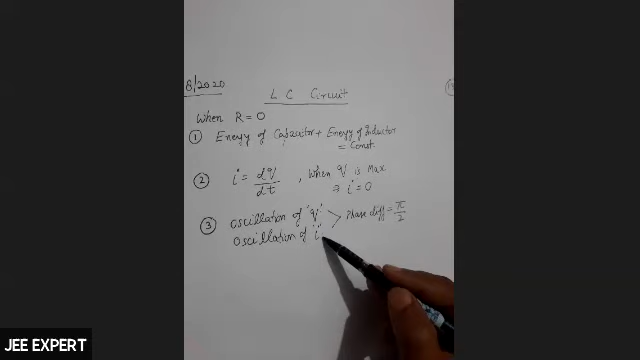 8/2020
L C Circuit
When R = 0
① Energy of Capacitor + Energy of Inductor
= Const.
② i = dq/dt , When q is Max
⇒ i = 0
③ Oscillation of 'q'
Oscillation of 'i'
> Phase diff = π/2
JEE EXPERT